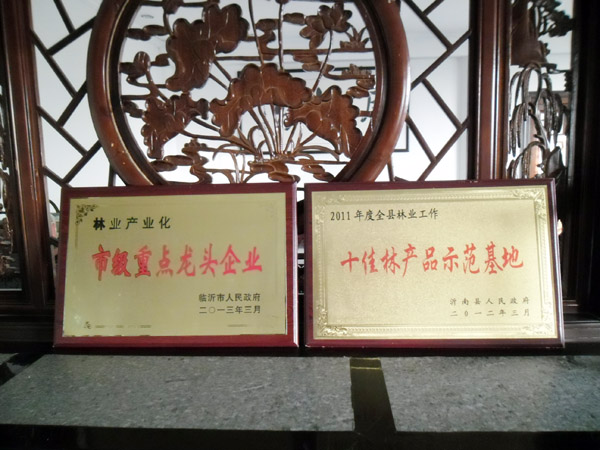 林业产业化
市级重点龙头企业
临沂市人民政府
二〇一三年三月
2011年度全县林业工作
十佳林产品示范基地
沂南县人民政府
二〇一二年三月